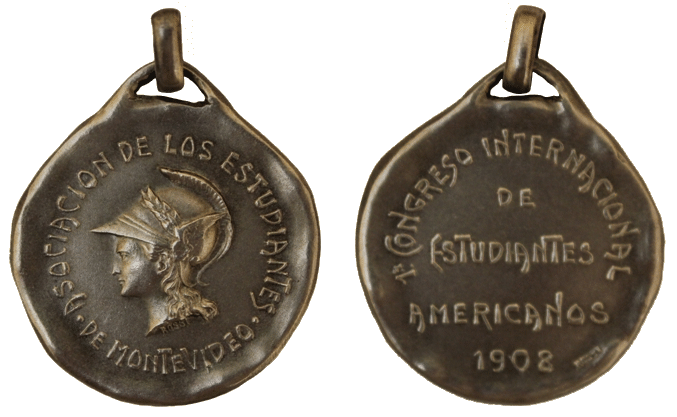 ASOCIACION DE LOS ESTUDIANTES
· DE MONTEVIDEO ·
1ER CONGRESO INTERNACIONAL
DE
ESTUDIANTES
AMERICANOS
1908